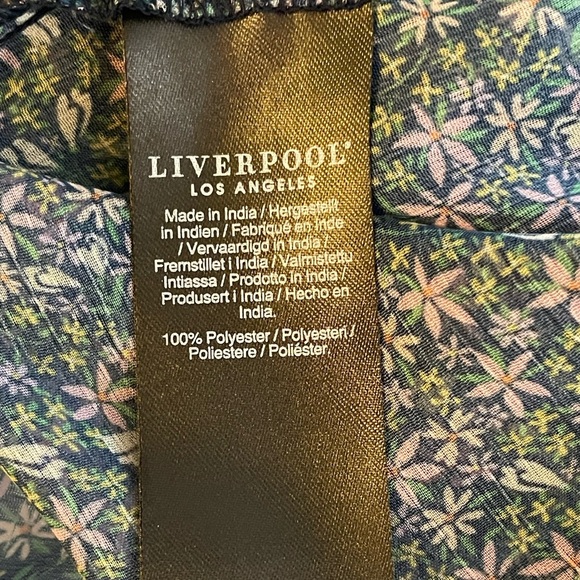 LIVERPOOL®
LOS ANGELES
Made in India / Hergestellt
in Indien / Fabriqué en Inde
/ Vervaardigd in India /
Fremstillet i India / Valmistettu
Intiassa / Prodotto in India /
Produsert i India / Hecho en
India.
100% Polyester / Polyesteri /
Poliestere / Poliéster.